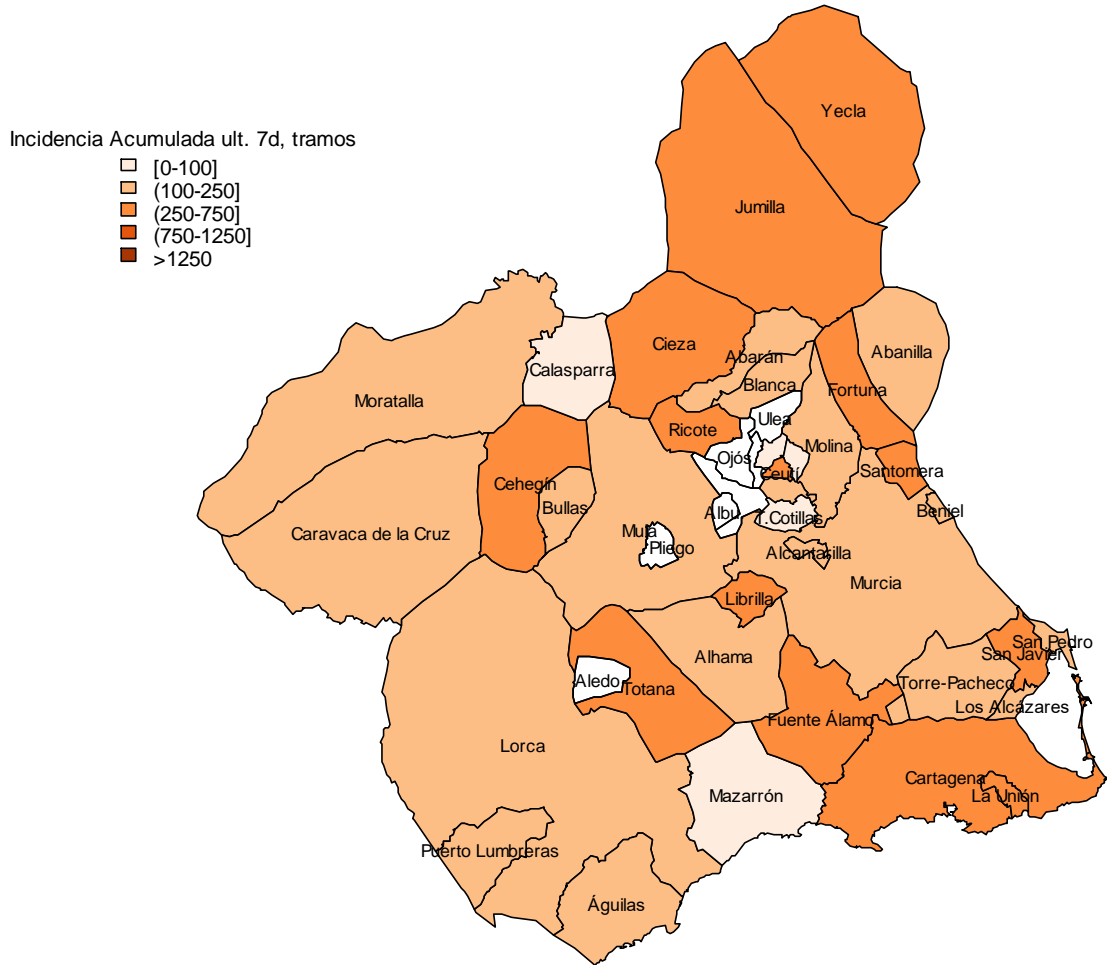 Incidencia Acumulada ult. 7d, tramos
[0-100]
(100-250]
(250-750]
(750-1250]
>1250
Yecla
Jumilla
Cieza
Calasparra
Abarán
Abanilla
Blanca
Fortuna
Moratalla
Ulea
Ricote
Molina
Ojós
Ceutí
Santomera
Cehegín
Bullas
Albu
T.Cotillas
Beniel
Caravaca de la Cruz
Mula
Pliego
Alcantarilla
Murcia
Librilla
San Pedro
San Javier
Alhama
Aledo
Totana
Torre-Pacheco
Los Alcázares
Fuente Álamo
Lorca
Cartagena
La Unión
Mazarrón
Puerto Lumbreras
Águilas